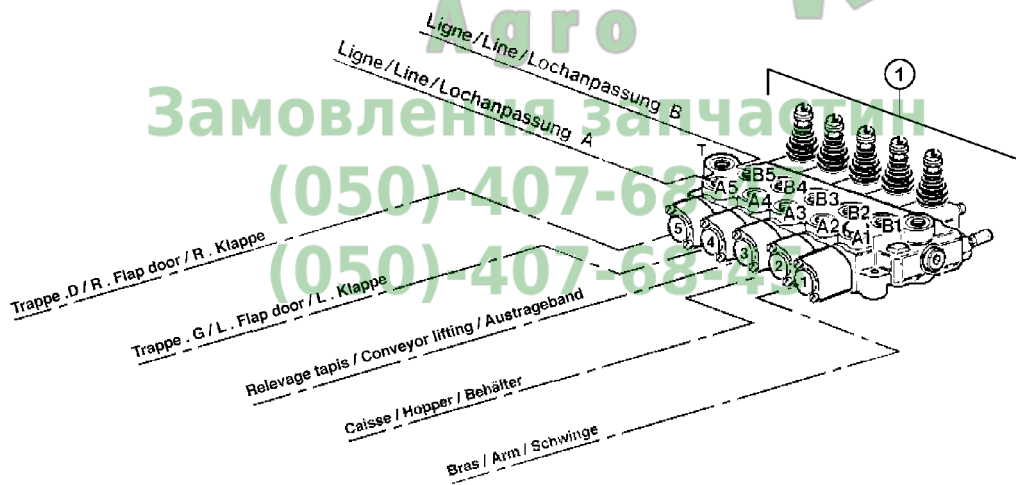 Agro
Ligne / Line / Lochanpassung B
Ligne / Line / Lochanpassung A
1
Замовлення запчастин
(050)-407-68-45
(050)-407-68-45
T
B5
B4
B3
B2
B1
A5
A4
A3
A2
A1
5
4
3
2
1
Trappe . D / R . Flap door / R . Klappe
Trappe . G / L . Flap door / L . Klappe
Relevage tapis / Conveyor lifting / Austrageband
Caisse / Hopper / Behälter
Bras / Arm / Schwinge